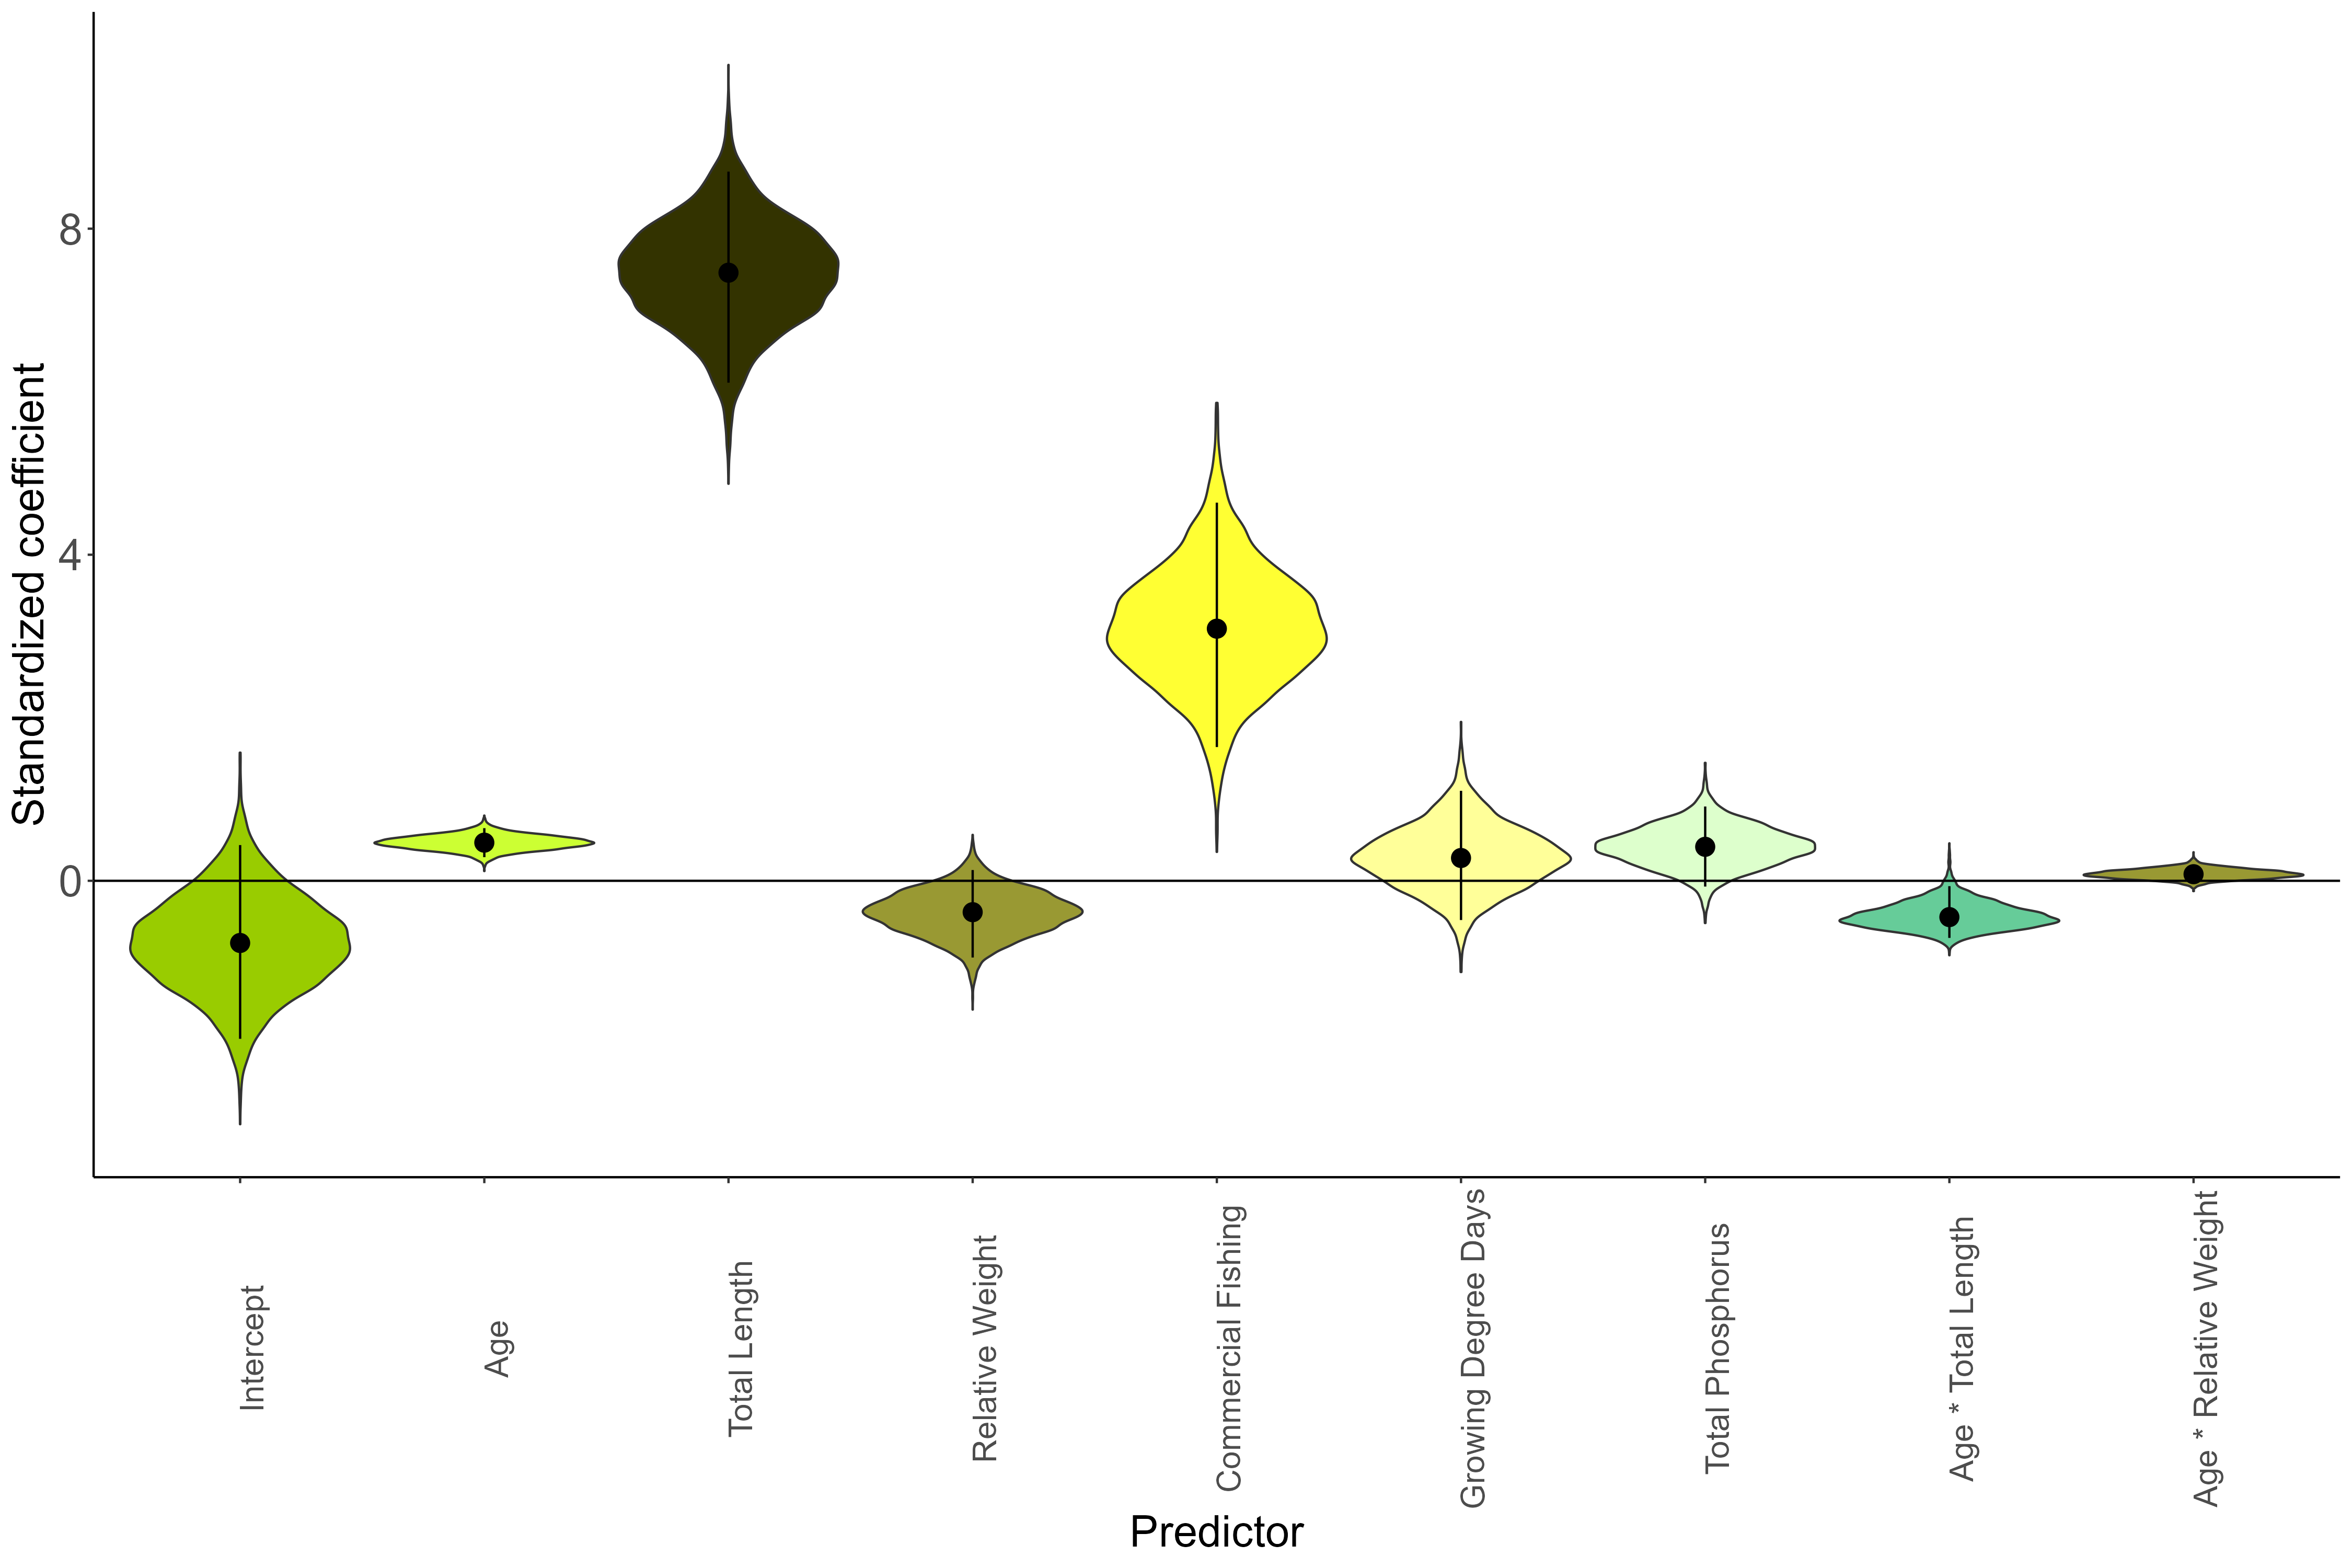 Standardized coefficient
8
4
0
Intercept
Age
Total Length
Relative Weight
Commercial Fishing
Growing Degree Days
Total Phosphorus
Age * Total Length
Age * Relative Weight
Predictor